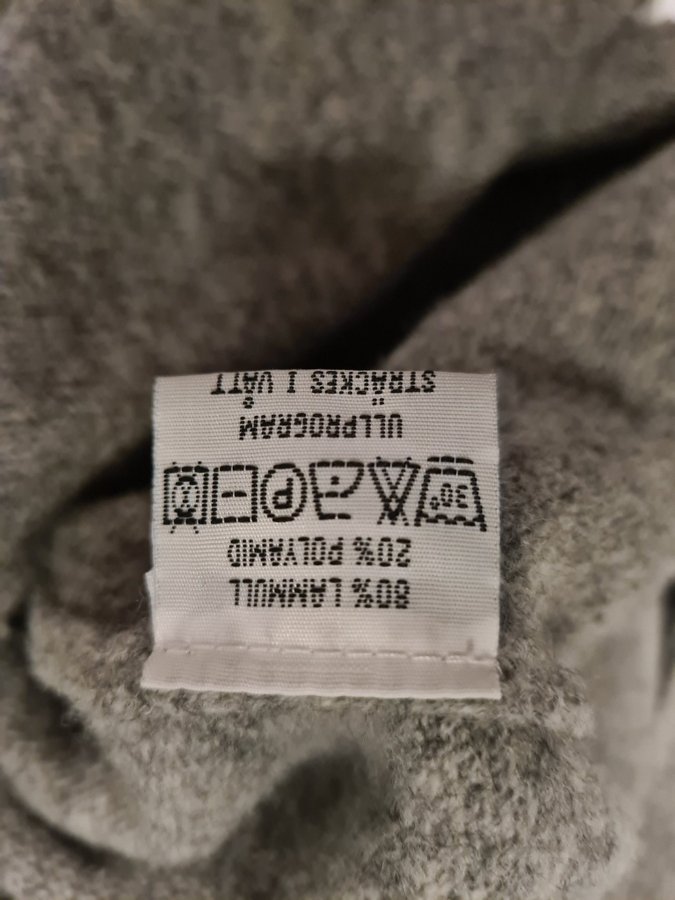 80% LAMMULL
20% POLYAMID
30° P
ULLPROGRAM
STRÄCKES I VÅTT